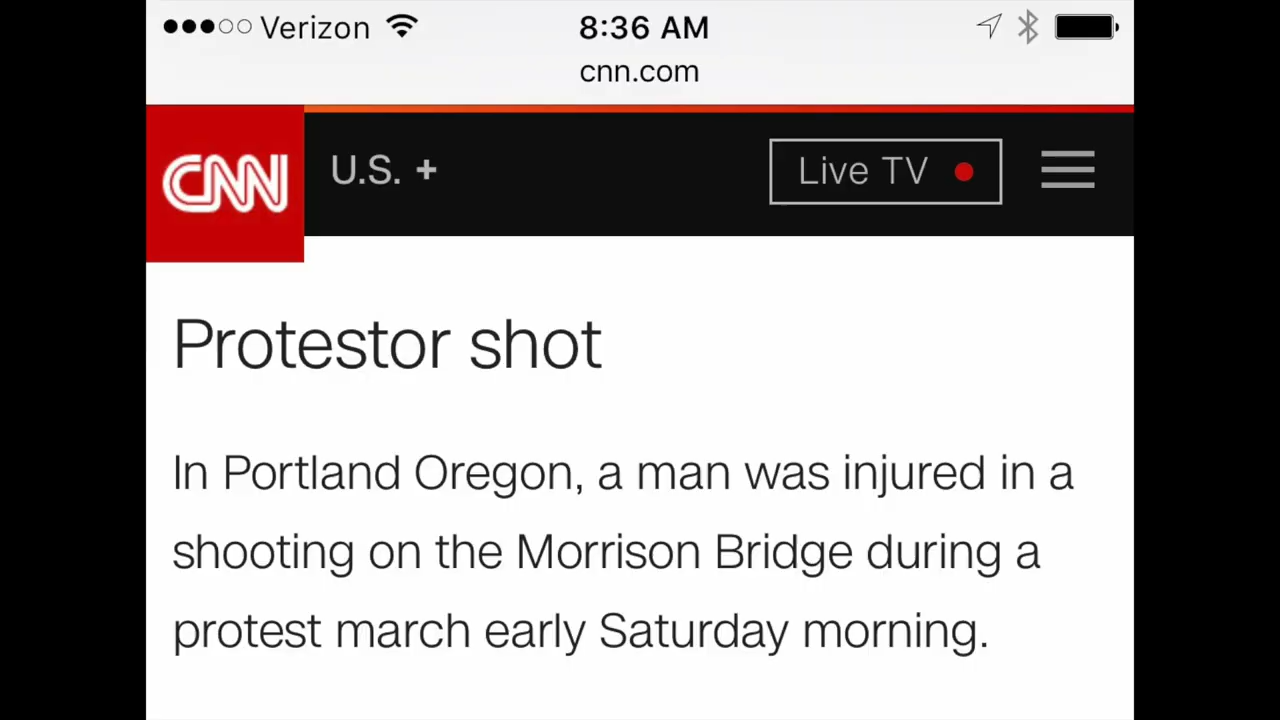 Verizon 8:36 AM
cnn.com
CNN U.S. + Live TV
Protestor shot
In Portland Oregon, a man was injured in a
shooting on the Morrison Bridge during a
protest march early Saturday morning.